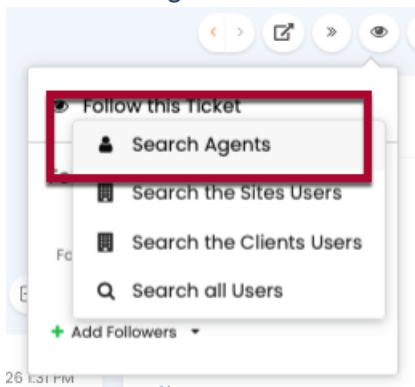 Follow this Ticket
Search Agents
Search the Sites Users
Search the Clients Users
Search all Users
+ Add Followers
26 1:31 PM